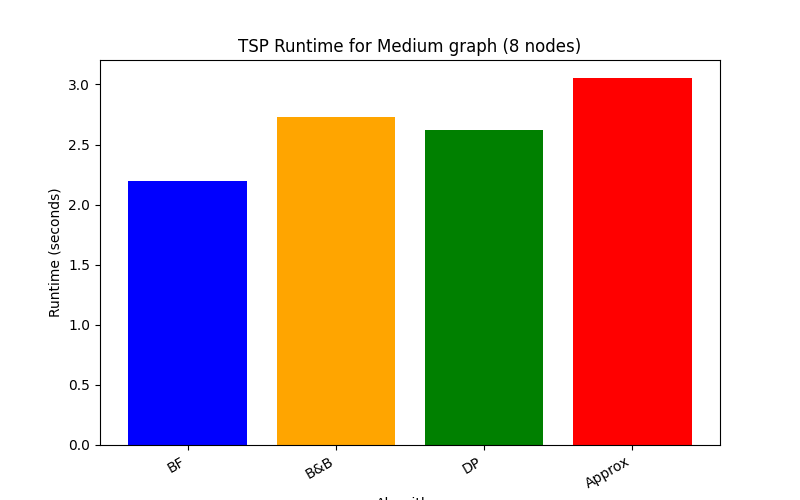 TSP Runtime for Medium graph (8 nodes)
Runtime (seconds)
3.0
2.5
2.0
1.5
1.0
0.5
0.0
BF
B&B
DP
Approx